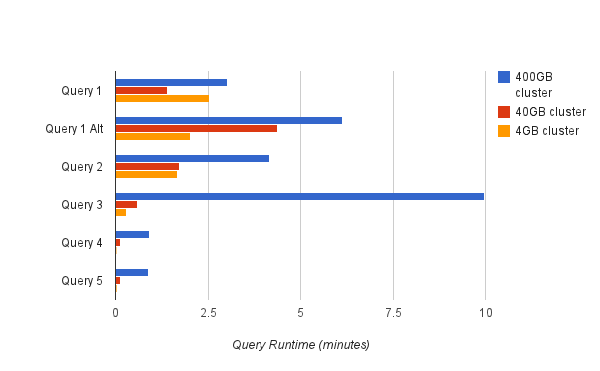 Query 1
Query 1 Alt
Query 2
Query 3
Query 4
Query 5
0
2.5
5
7.5
10
Query Runtime (minutes)
400GB
cluster
40GB cluster
4GB cluster